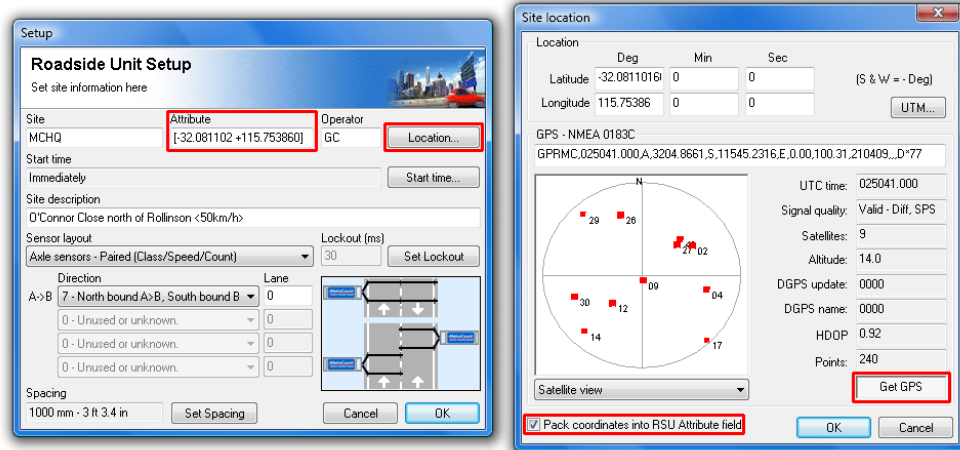 Setup
Roadside Unit Setup
Set site information here
Site Attribute Operator
MCHQ [-32.081102 +115.753860] GC Location...
Start time
Immediately Start time...
Site description
O'Connor Close north of Rollinson <50km/h>
Sensor layout Lockout (ms)
Axle sensors - Paired (Class/Speed/Count) 30 Set Lockout
Direction Lane
A->B 7 - North bound A>B, South bound B 0
0 - Unused or unknown. 0
0 - Unused or unknown. 0
0 - Unused or unknown. 0
Spacing
1000 mm - 3 ft 3.4 in Set Spacing Cancel OK
Site location
Location
Deg Min Sec
Latitude -32.0811016 0 0 (S & W = - Deg)
Longitude 115.75386 0 0 UTM...
GPS - NMEA 0183C
GPRMC,025041.000,A,3204.8661,S,11545.2316,E,0.00,100.31,210409,,,D*77
N
29 26
27 02
09
04
30 12
14
17
UTC time: 025041.000
Signal quality: Valid - Diff, SPS
Satellites: 9
Altitude: 14.0
DGPS update: 0000
DGPS name: 0000
HDOP 0.92
Points: 240
Get GPS
Satellite view
Pack coordinates into RSU Attribute field
OK Cancel